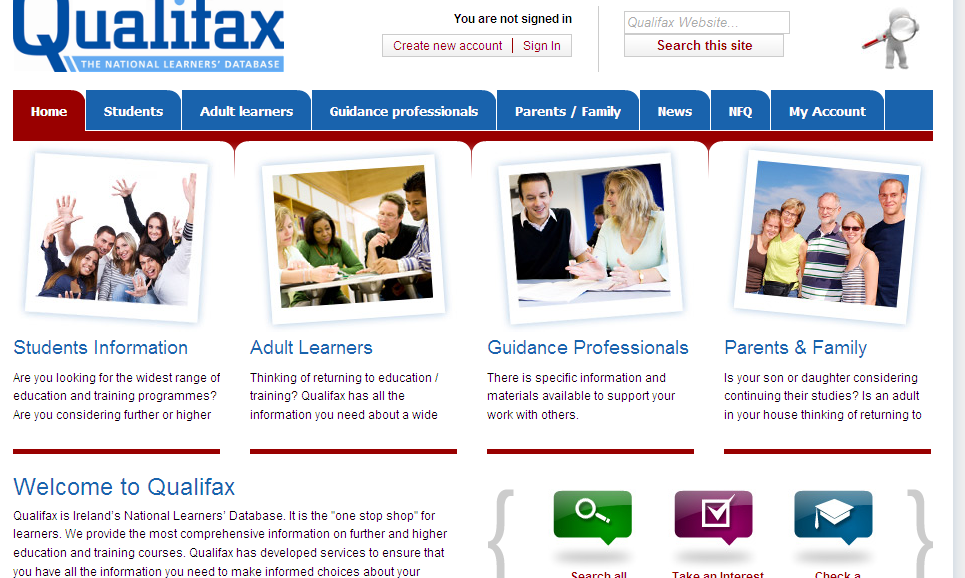 Qualifax
THE NATIONAL LEARNERS' DATABASE
You are not signed in
Create new account | Sign In
Qualifax Website...
Search this site
Home
Students
Adult learners
Guidance professionals
Parents / Family
News
NFQ
My Account
Students Information
Are you looking for the widest range of
education and training programmes?
Are you considering further or higher
Adult Learners
Thinking of returning to education /
training? Qualifax has all the
information you need about a wide
Guidance Professionals
There is specific information and
materials available to support your
work with others.
Parents & Family
Is your son or daughter considering
continuing their studies? Is an adult
in your house thinking of returning to
Welcome to Qualifax
Qualifax is Ireland's National Learners' Database. It is the "one stop shop" for
learners. We provide the most comprehensive information on further and higher
education and training courses. Qualifax has developed services to ensure that
you have all the information you need to make informed choices about your
Search all
Take an Interest
Check a